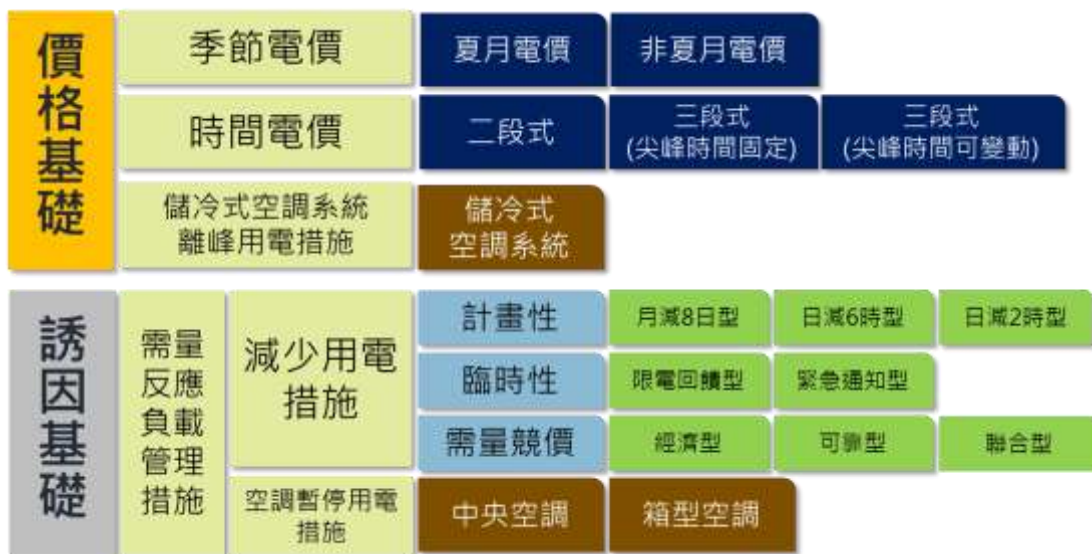 價格基礎
季節電價
夏月電價
非夏月電價
時間電價
二段式
三段式
(尖峰時間固定)
三段式
(尖峰時間可變動)
儲冷式空調系統
離峰用電措施
儲冷式
空調系統
誘因基礎
需量
反應
負載
管理
措施
減少用電
措施
計畫性
月減8日型
日減6時型
日減2時型
臨時性
限電回饋型
緊急通知型
需量競價
經濟型
可靠型
聯合型
空調暫停用電
措施
中央空調
箱型空調